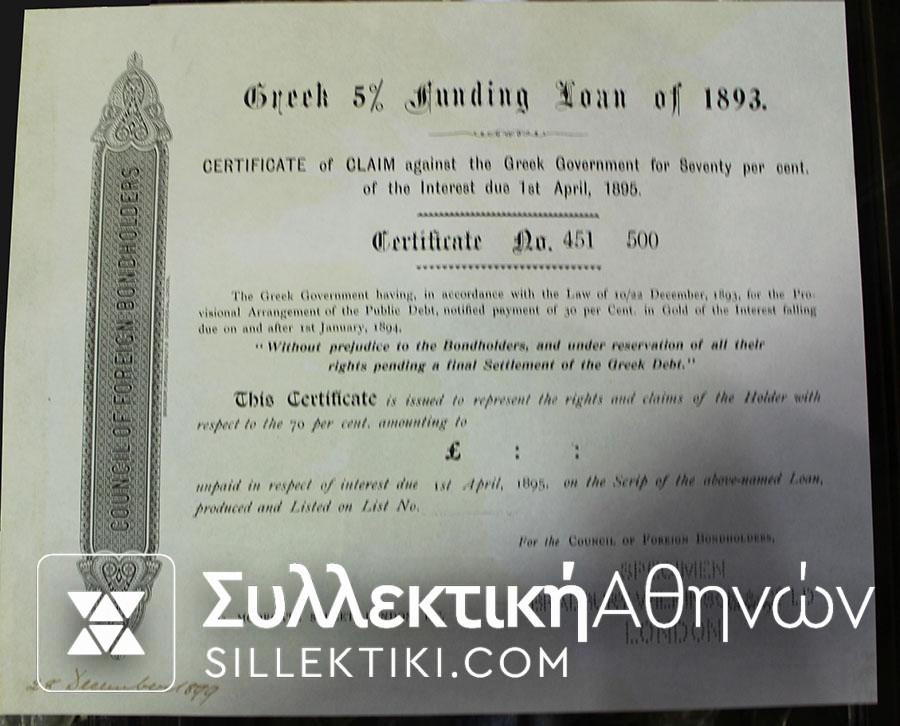 Greek 5% Funding Loan of 1893.
CERTIFICATE of CLAIM against the Greek Government for Seventy per cent.
of the Interest due 1st April, 1895.
Certificate No. 451 500
The Greek Government having, in accordance with the Law of 10/22 December, 1893, for the Pro-
visional Arrangement of the Public Debt, notified payment of 30 per Cent. in Gold of the Interest falling
due on and after 1st January, 1894,
"Without prejudice to the Bondholders, and under reservation of all their
rights pending a final Settlement of the Greek Debt."
This Certificate is issued to represent the rights and claims of the Holder with
respect to the 70 per cent. amounting to
£ : :
unpaid in respect of interest due 1st April, 1895, on the Scrip of the above-named Loan,
produced and Listed on List No.
For the COUNCIL OF FOREIGN BONDHOLDERS,
COUNCIL OF FOREIGN BONDHOLDERS
SPECIMEN
LONDON
ΣυλλεκτικήΑθηνών
SILLEKTIKI.COM
28 December 1899